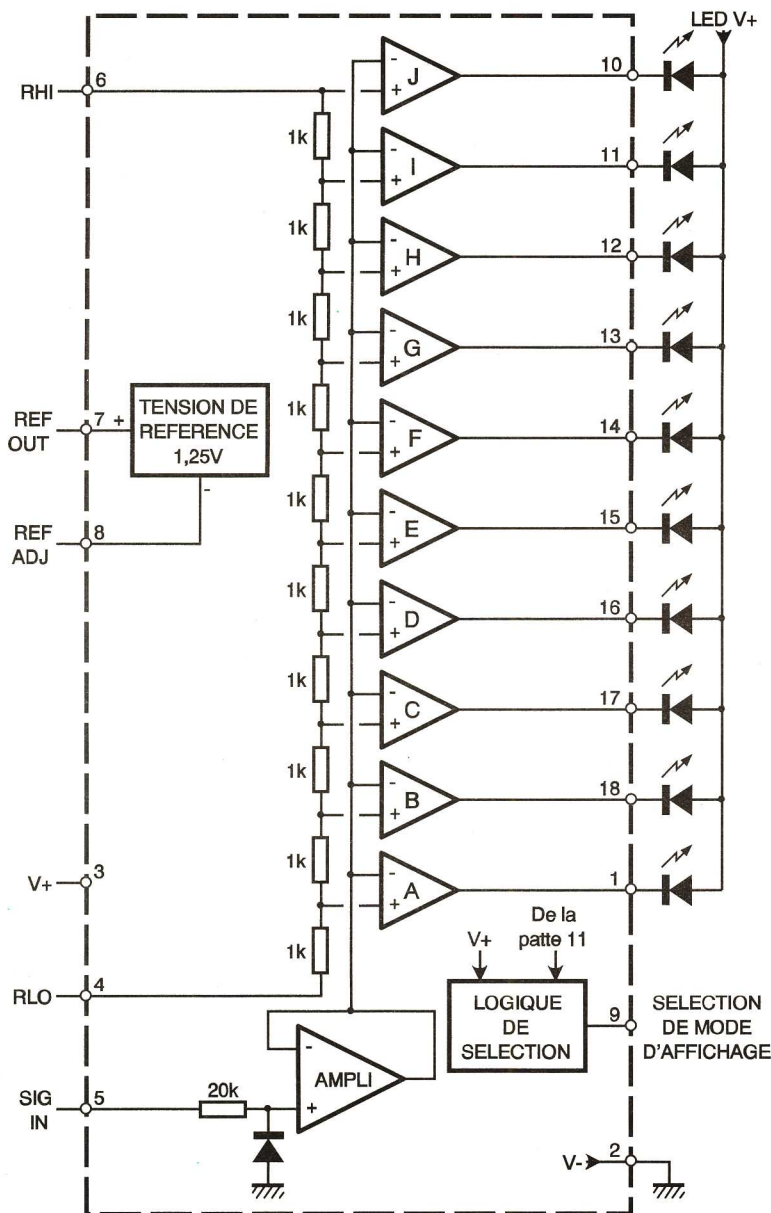 LED V+
6
RHI
- J +
10
1k
- I +
11
1k
- H +
12
1k
- G +
13
1k
REF
OUT
7 +
TENSION DE
REFERENCE
1,25V
-
- F +
14
1k
REF
ADJ
8
- E +
15
1k
- D +
16
1k
- C +
17
1k
- B +
18
1k
V+
3
- A +
1
1k
RLO
4
V+
De la
patte 11
LOGIQUE
DE
SELECTION
9
SELECTION
DE MODE
D'AFFICHAGE
-
AMPLI
+
SIG
IN
5
20k
V-
2